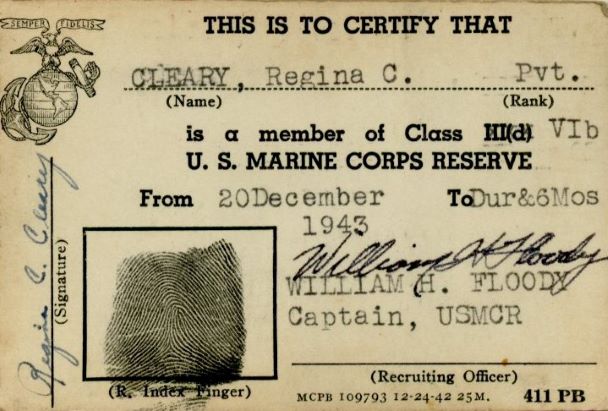 SEMPER FIDELIS
THIS IS TO CERTIFY THAT
CLEARY, Regina C. Pvt.
(Name) (Rank)
is a member of Class III(d) VIb
U. S. MARINE CORPS RESERVE
From 20December ToDur&6Mos
1943
William H Floody
WILLIAM H. FLOODY
Captain, USMCR
(Recruiting Officer)
Regina C. Cleary
(Signature)
(R. Index Finger)
MCPB 109793 12-24-42 25M. 411 PB